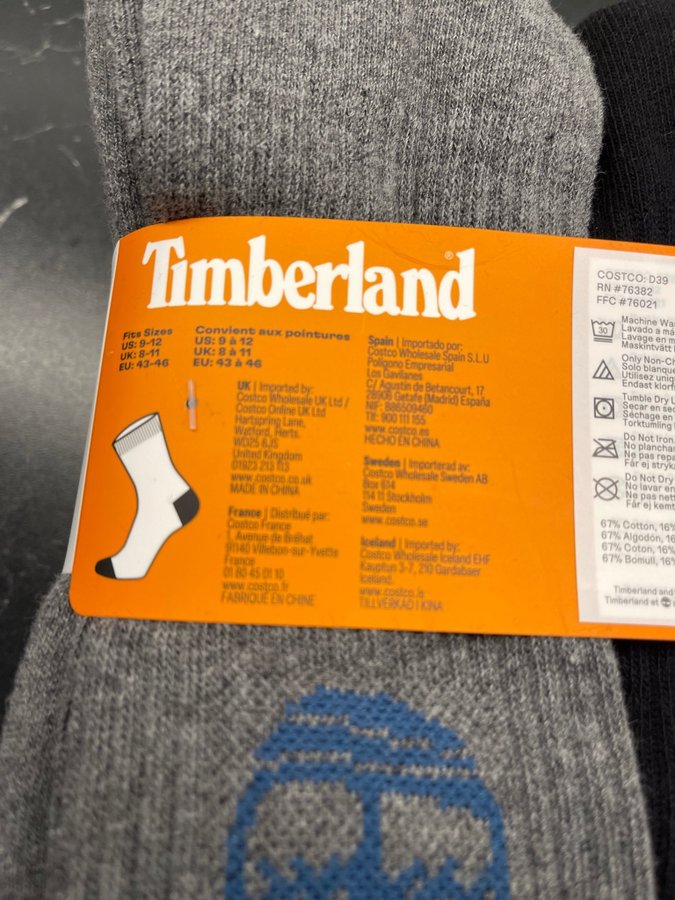 Timberland®
Fits Sizes
US: 9-12
UK: 8-11
EU: 43-46
Convient aux pointures
US: 9 à 12
UK: 8 à 11
EU: 43 à 46
UK | Imported by:
Costco Wholesale UK Ltd /
Costco Online UK Ltd
Hartspring Lane,
Watford, Herts.
WD25 8JS
United Kingdom
01923 213 113
www.costco.co.uk
MADE IN CHINA
France | Distribué par:
Costco France
1, Avenue de Bréhat
91140 Villebon-sur-Yvette
France
01 80 45 01 10
www.costco.fr
FABRIQUÉ EN CHINE
Spain | Importado por:
Costco Wholesale Spain S.L.U
Polígono Empresarial
Los Gavilanes
C/ Agustín de Betancourt, 17
28906 Getafe (Madrid) España
NIF: B86509460
Tlf: 900 111 155
www.costco.es
HECHO EN CHINA
Sweden | Importerad av:
Costco Wholesale Sweden AB
Box 614
114 11 Stockholm
Sweden
www.costco.se
Iceland | Imported by:
Costco Wholesale Iceland EHF
Kauptun 3-7, 210 Gardabaer
Iceland.
www.costco.is
TILLVERKAD I KINA
COSTCO: D39
RN #76382
FFC #76021
30
Machine Wa
Lavado a má
Lavage en m
Maskintvätt
Only Non-Ch
Solo blanque
Utilisez uniq
Endast klorf
Tumble Dry L
Secar en sec
Séchage en
Torktumling
Do Not Iron.
No planchar
Ne pas repa
Får ej stryk
Do Not Dry
No lavar en
Ne pas nett
Får ej kemt
67% Cotton, 16%
67% Algodón, 16
67% Coton, 16%
67% Bomull, 16%
Timberland and
Timberland et